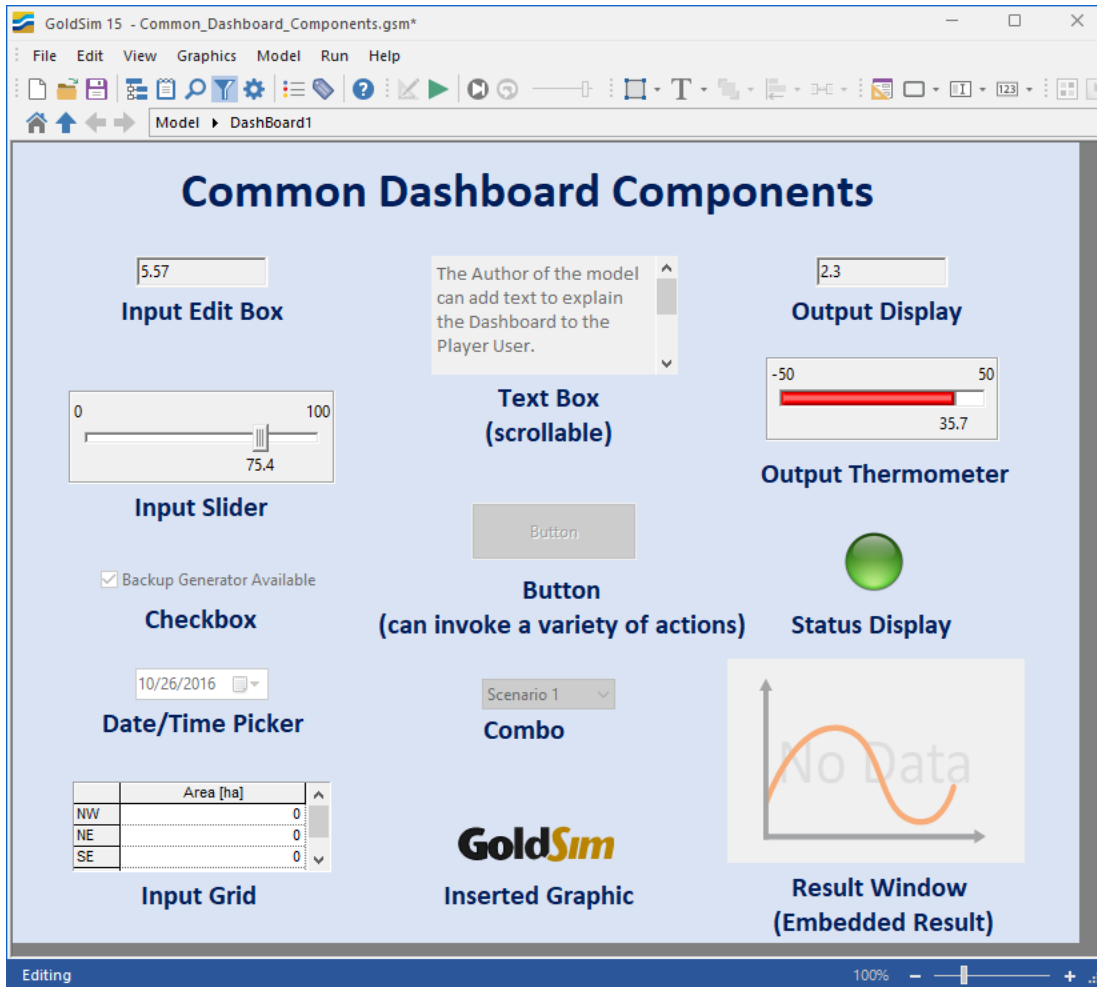 GoldSim 15 - Common_Dashboard_Components.gsm*
File Edit View Graphics Model Run Help
123
Model DashBoard1
Common Dashboard Components
5.57
Input Edit Box
The Author of the model
can add text to explain
the Dashboard to the
Player User.
Text Box
(scrollable)
2.3
Output Display
0 100
75.4
Input Slider
-50 50
35.7
Output Thermometer
Button
Button
(can invoke a variety of actions)
Backup Generator Available
Checkbox
Status Display
10/26/2016
Date/Time Picker
Scenario 1
Combo
No Data
Result Window
(Embedded Result)
Area [ha]
NW 0
NE 0
SE 0
Input Grid
GoldSim
Inserted Graphic
Editing
100%